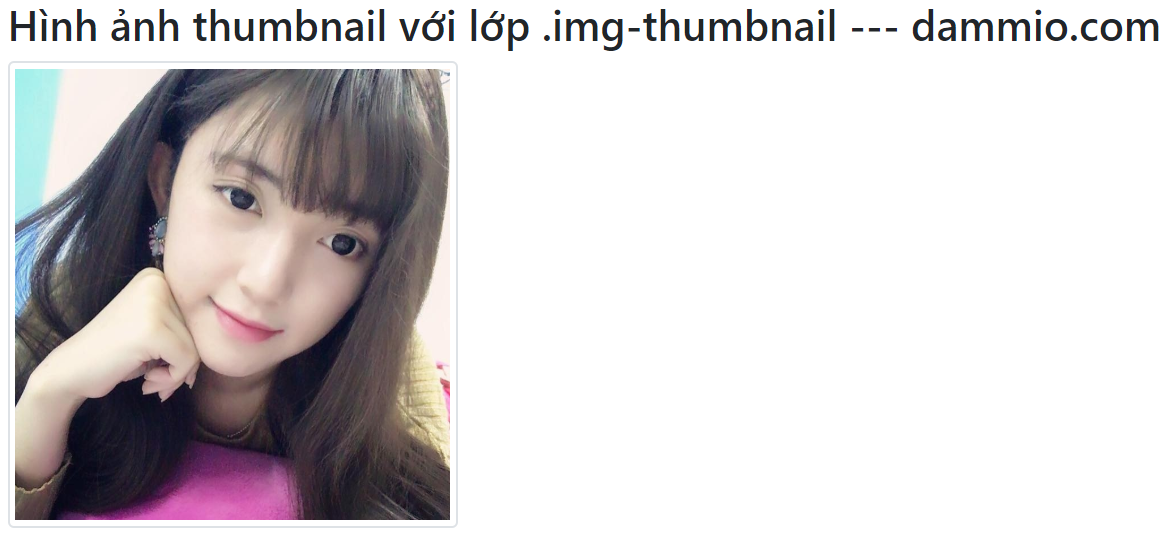 Hình ảnh thumbnail với lớp .img-thumbnail --- dammio.com